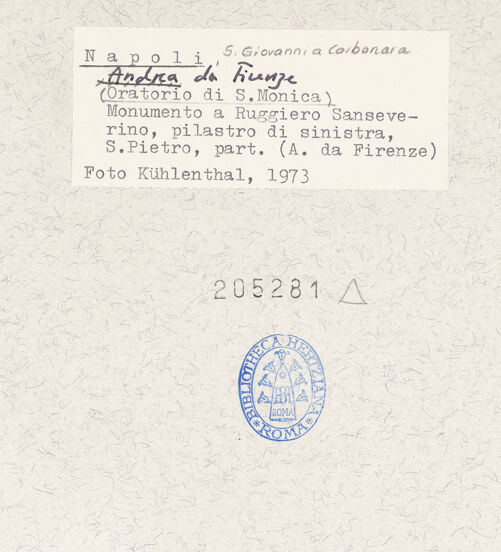 Napoli, S. Giovanni a Carbonara
Andrea da Firenze
(Oratorio di S.Monica)
Monumento a Ruggiero Sanseve-
rino, pilastro di sinistra,
S.Pietro, part. (A. da Firenze)
Foto Kühlenthal, 1973
205281
BIBLIOTHECA HERTZIANA
ROMA
ROMA